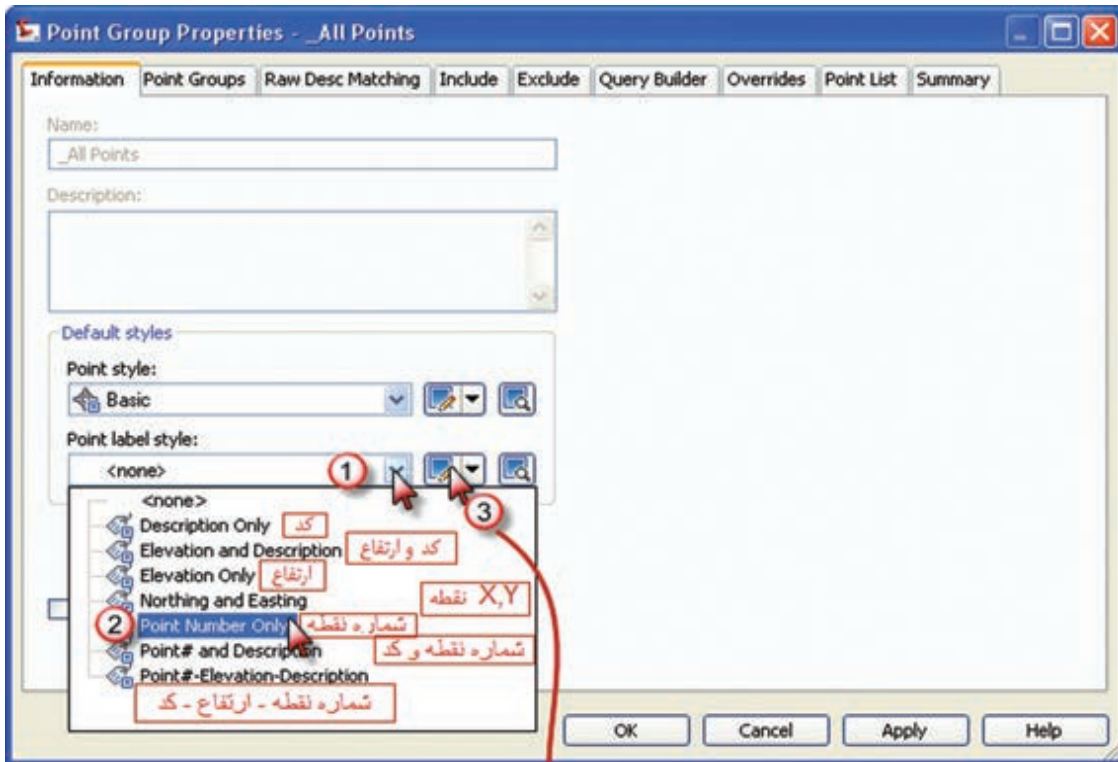 Point Group Properties - _All Points
Information Point Groups Raw Desc Matching Include Exclude Query Builder Overrides Point List Summary
Name:
_All Points
Description:
Default styles
Point style:
Basic
Point label style:
<none>
1
3
<none>
Description Only کد
Elevation and Description کد و ارتفاع
Elevation Only ارتفاع
Northing and Easting نقطه X,Y
2 Point Number Only شماره نقطه
Point# and Description شماره نقطه و کد
Point#-Elevation-Description
شماره نقطه - ارتفاع - کد
OK Cancel Apply Help